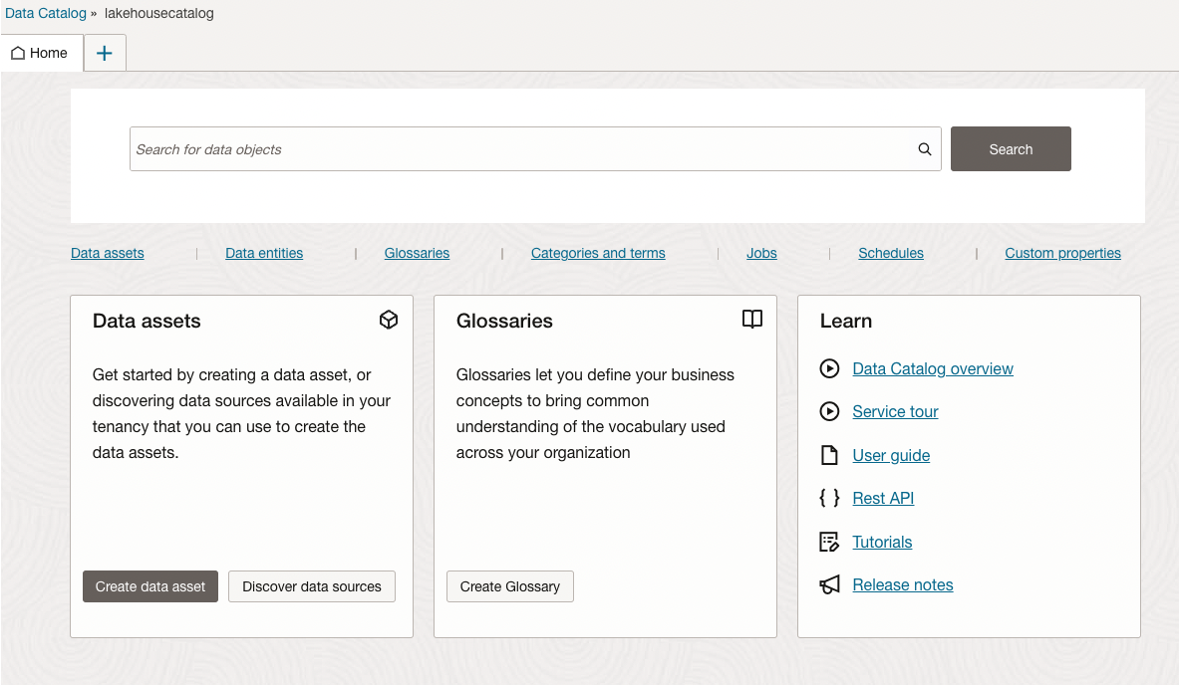 Data Catalog » lakehousecatalog
Home
Search for data objects
Search
Data assets | Data entities | Glossaries | Categories and terms | Jobs | Schedules | Custom properties
Data assets
Get started by creating a data asset, or
discovering data sources available in your
tenancy that you can use to create the
data assets.
Create data asset
Discover data sources
Glossaries
Glossaries let you define your business
concepts to bring common
understanding of the vocabulary used
across your organization
Create Glossary
Learn
Data Catalog overview
Service tour
User guide
Rest API
Tutorials
Release notes